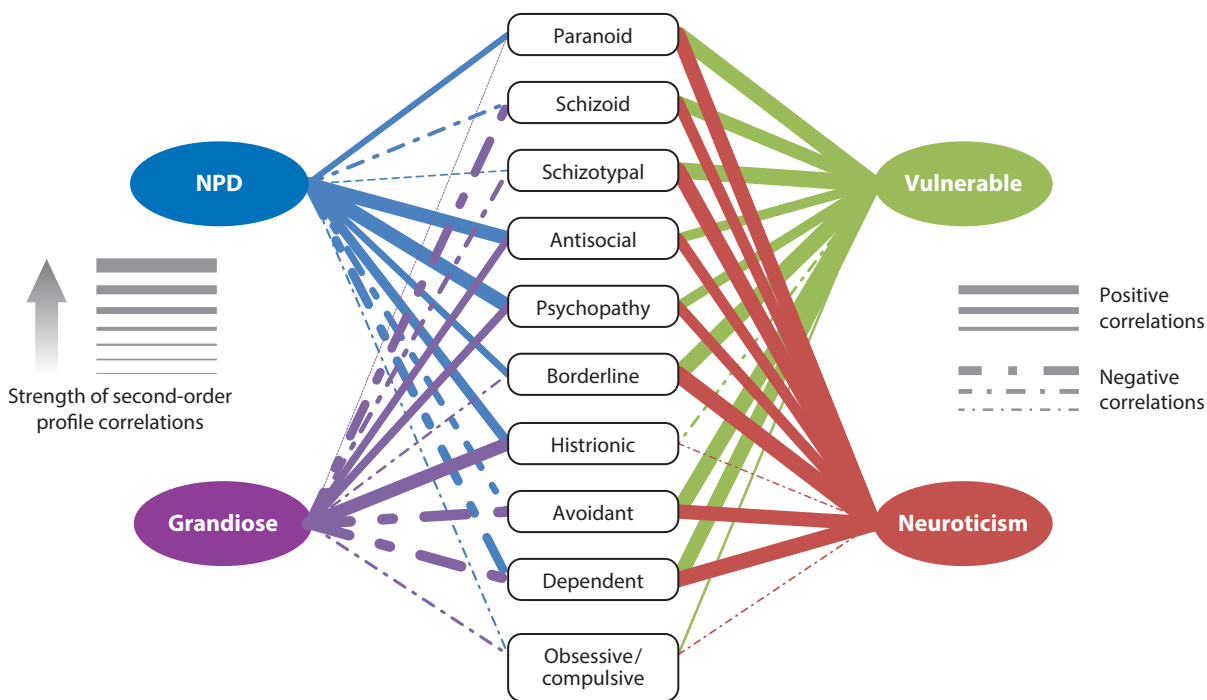 Paranoid
Schizoid
Schizotypal
Antisocial
Psychopathy
Borderline
Histrionic
Avoidant
Dependent
Obsessive/
compulsive
NPD
Grandiose
Strength of second-order
profile correlations
Vulnerable
Neuroticism
Positive
correlations
Negative
correlations